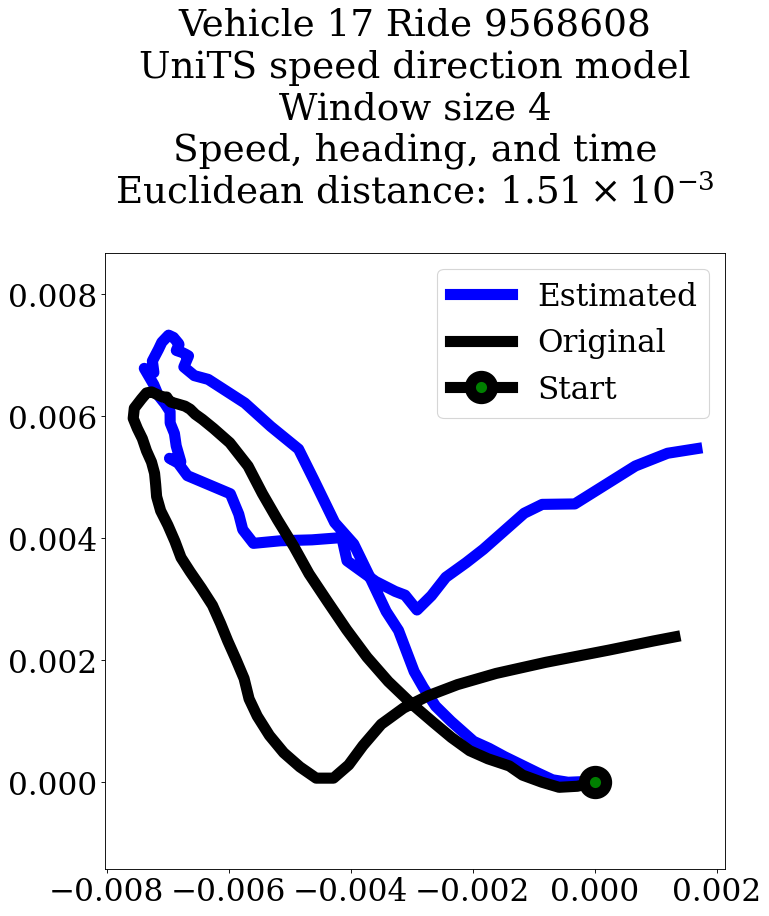 Vehicle 17 Ride 9568608
UniTS speed direction model
Window size 4
Speed, heading, and time
Euclidean distance: 1.51 × 10⁻³
Estimated
Original
Start
0.008
0.006
0.004
0.002
0.000
−0.008 −0.006 −0.004 −0.002 0.000 0.002